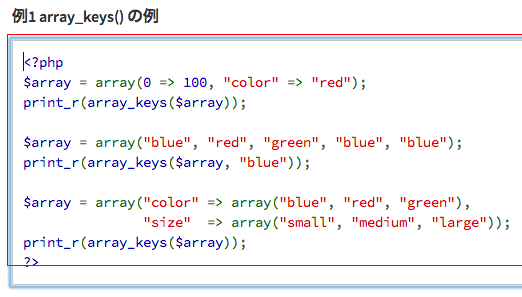 例1 array_keys() の例
<?php
$array = array(0 => 100, "color" => "red");
print_r(array_keys($array));
$array = array("blue", "red", "green", "blue", "blue");
print_r(array_keys($array, "blue"));
$array = array("color" => array("blue", "red", "green"),
"size"  => array("small", "medium", "large"));
print_r(array_keys($array));
?>